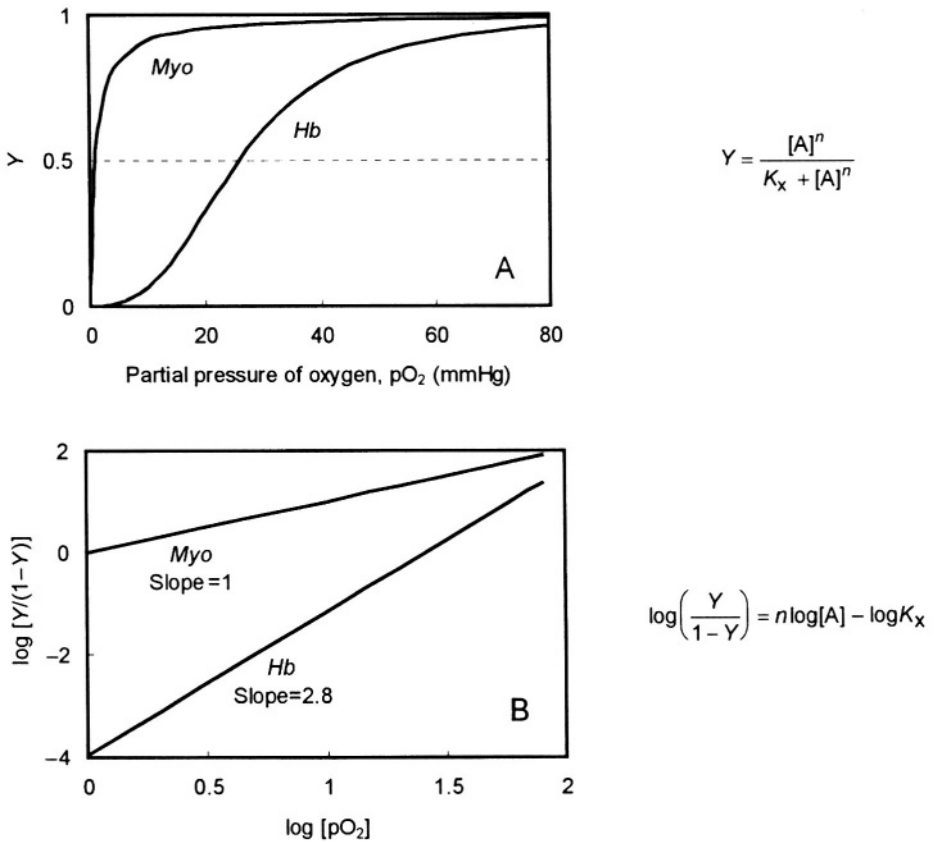 1
Myo
Hb
Y
0.5
Y = [A]ⁿ / (Kₓ + [A]ⁿ)
A
0
0 20 40 60 80
Partial pressure of oxygen, pO₂ (mmHg)
2
log [Y/(1−Y)]
0
Myo
Slope=1
log(Y / (1 − Y)) = n log[A] − logKₓ
−2
Hb
Slope=2.8
B
−4
0 0.5 1 1.5 2
log [pO₂]